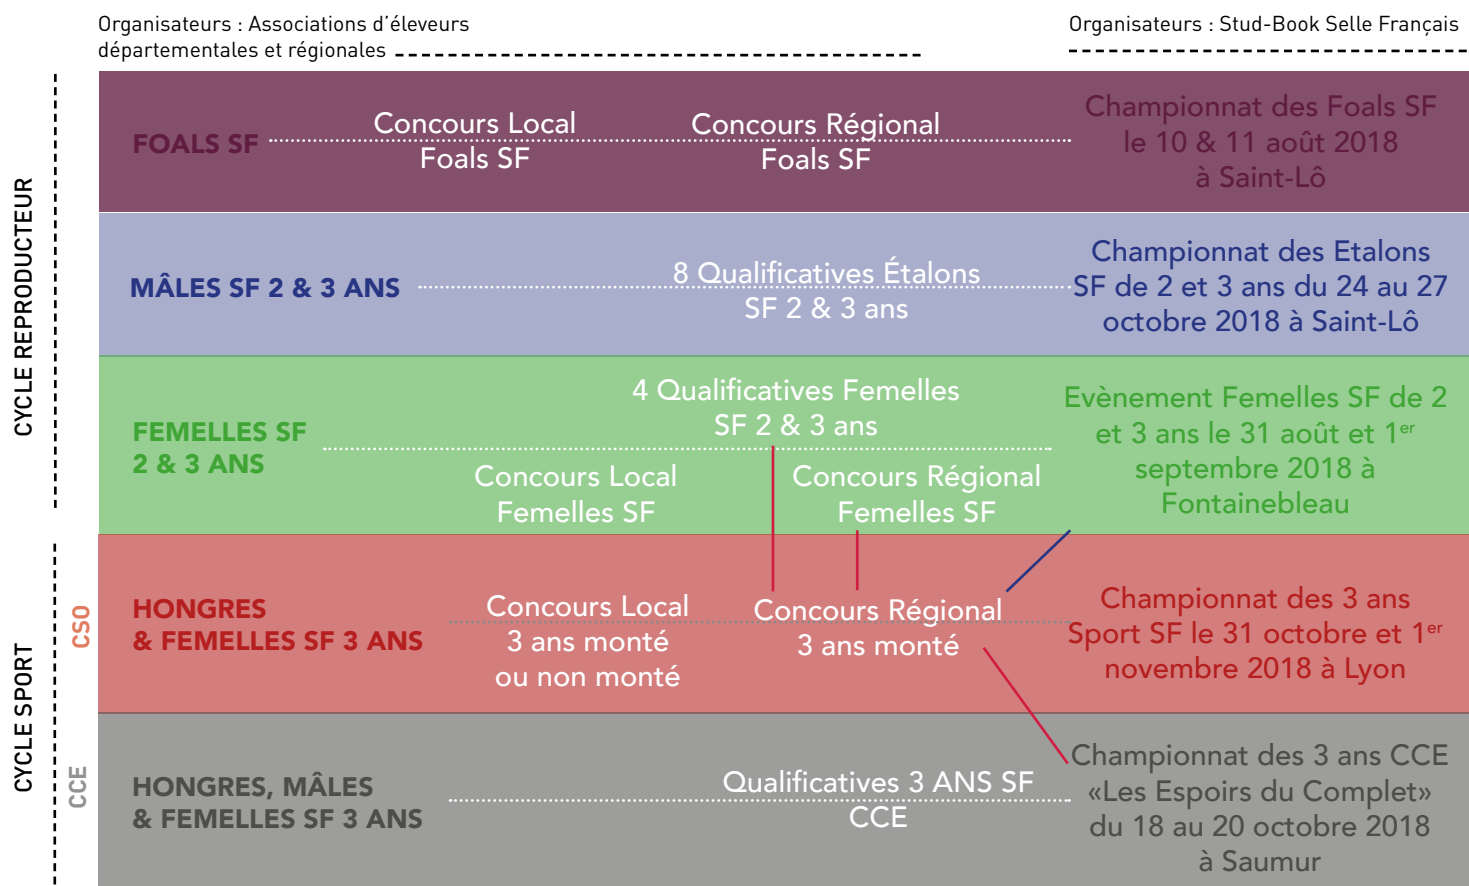 Organisateurs : Associations d’éleveurs
départementales et régionales
Organisateurs : Stud-Book Selle Français
CYCLE REPRODUCTEUR
FOALS SF
Concours Local
Foals SF
Concours Régional
Foals SF
Championnat des Foals SF
le 10 & 11 août 2018
à Saint-Lô
MÂLES SF 2 & 3 ANS
8 Qualificatives Étalons
SF 2 & 3 ans
Championnat des Etalons
SF de 2 et 3 ans du 24 au 27
octobre 2018 à Saint-Lô
FEMELLES SF
2 & 3 ANS
4 Qualificatives Femelles
SF 2 & 3 ans
Concours Local
Femelles SF
Concours Régional
Femelles SF
Evènement Femelles SF de 2
et 3 ans le 31 août et 1er
septembre 2018 à
Fontainebleau
CYCLE SPORT
CSO
HONGRES
& FEMELLES SF 3 ANS
Concours Local
3 ans monté
ou non monté
Concours Régional
3 ans monté
Championnat des 3 ans
Sport SF le 31 octobre et 1er
novembre 2018 à Lyon
CCE
HONGRES, MÂLES
& FEMELLES SF 3 ANS
Qualificatives 3 ANS SF
CCE
Championnat des 3 ans CCE
«Les Espoirs du Complet»
du 18 au 20 octobre 2018
à Saumur